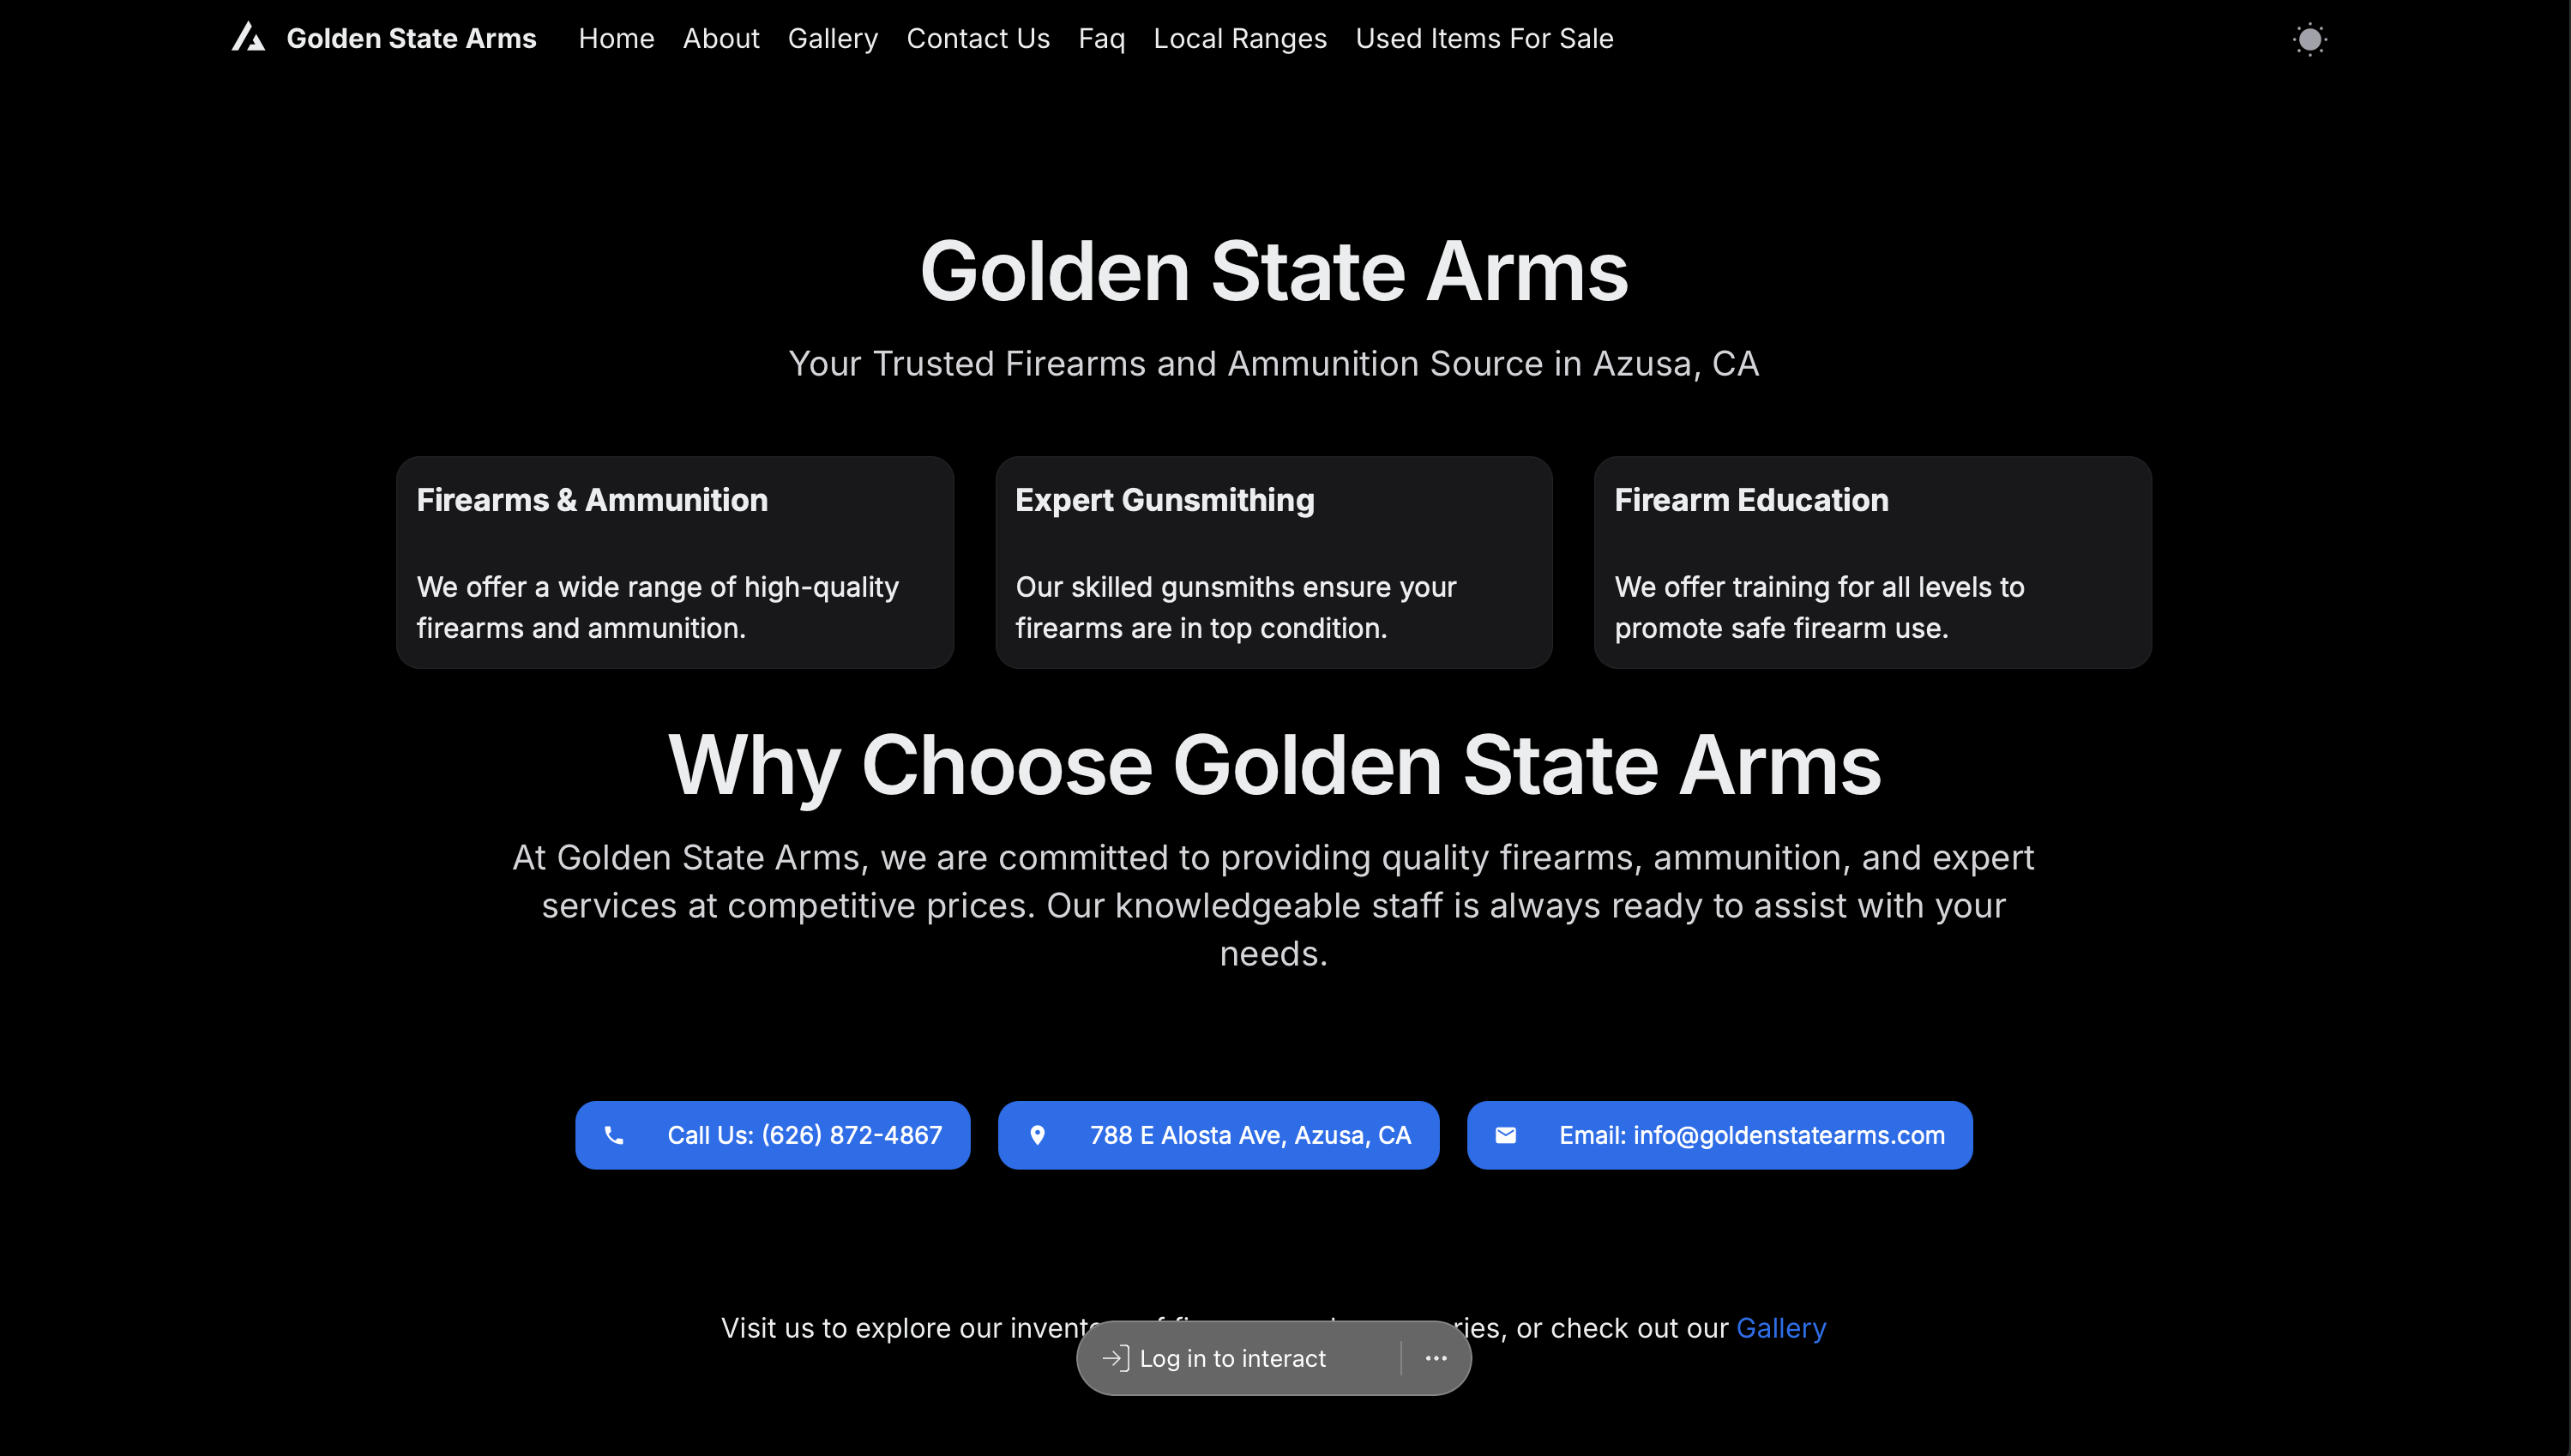 Golden State Arms Home About Gallery Contact Us Faq Local Ranges Used Items For Sale
Golden State Arms
Your Trusted Firearms and Ammunition Source in Azusa, CA
Firearms & Ammunition
We offer a wide range of high-quality
firearms and ammunition.
Expert Gunsmithing
Our skilled gunsmiths ensure your
firearms are in top condition.
Firearm Education
We offer training for all levels to
promote safe firearm use.
Why Choose Golden State Arms
At Golden State Arms, we are committed to providing quality firearms, ammunition, and expert
services at competitive prices. Our knowledgeable staff is always ready to assist with your
needs.
Call Us: (626) 872-4867
788 E Alosta Ave, Azusa, CA
Email: info@goldenstatearms.com
Visit us to explore our or check out our Gallery
Log in to interact